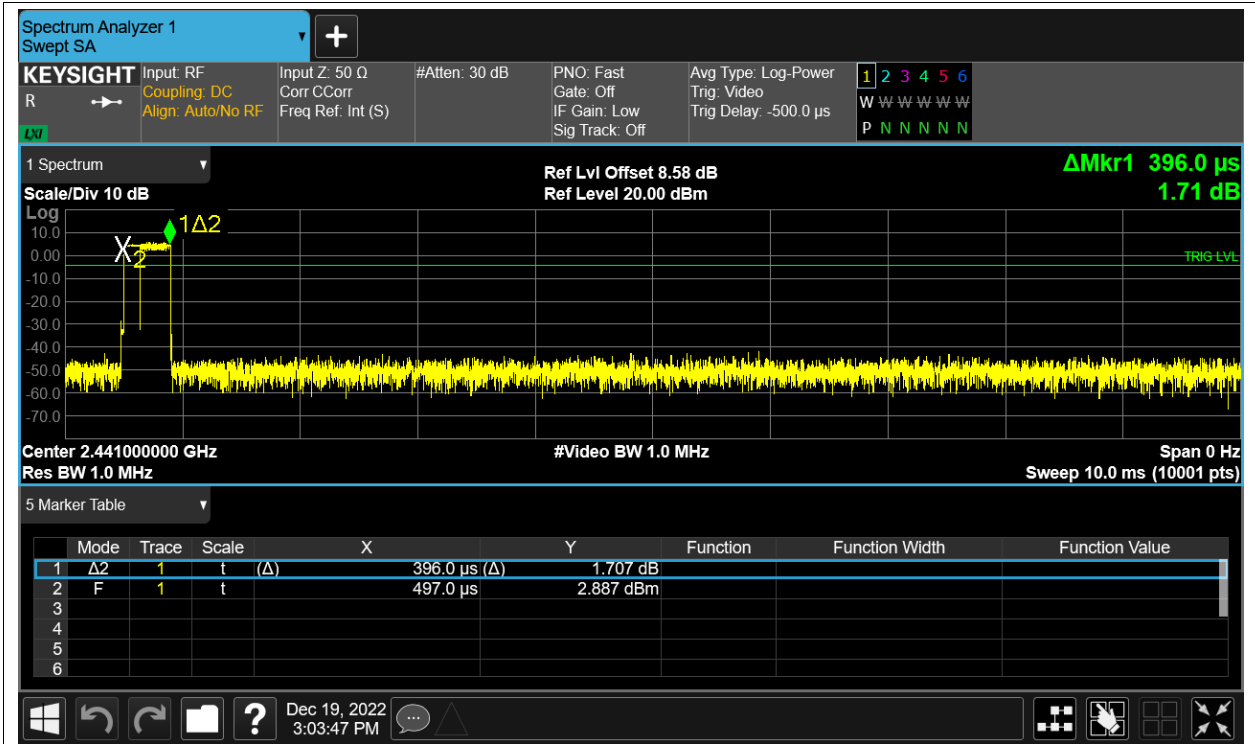 Spectrum Analyzer 1
Swept SA
KEYSIGHT
R
LXI
Input: RF
Coupling: DC
Align: Auto/No RF
Input Z: 50 Ω
Corr CCorr
Freq Ref: Int (S)
#Atten: 30 dB
PNO: Fast
Gate: Off
IF Gain: Low
Sig Track: Off
Avg Type: Log-Power
Trig: Video
Trig Delay: -500.0 µs
1 2 3 4 5 6
W W W W W W
P N N N N N
1 Spectrum
Scale/Div 10 dB
Ref Lvl Offset 8.58 dB
Ref Level 20.00 dBm
ΔMkr1 396.0 µs
1.71 dB
Log
10.0
0.00
-10.0
-20.0
-30.0
-40.0
-50.0
-60.0
-70.0
X2
1Δ2
TRIG LVL
Center 2.441000000 GHz
#Video BW 1.0 MHz
Span 0 Hz
Res BW 1.0 MHz
Sweep 10.0 ms (10001 pts)
5 Marker Table
Mode Trace Scale X Y Function Function Width Function Value
1 Δ2 1 t (Δ) 396.0 µs (Δ) 1.707 dB
2 F 1 t 497.0 µs 2.887 dBm
3
4
5
6
?
Dec 19, 2022
3:03:47 PM